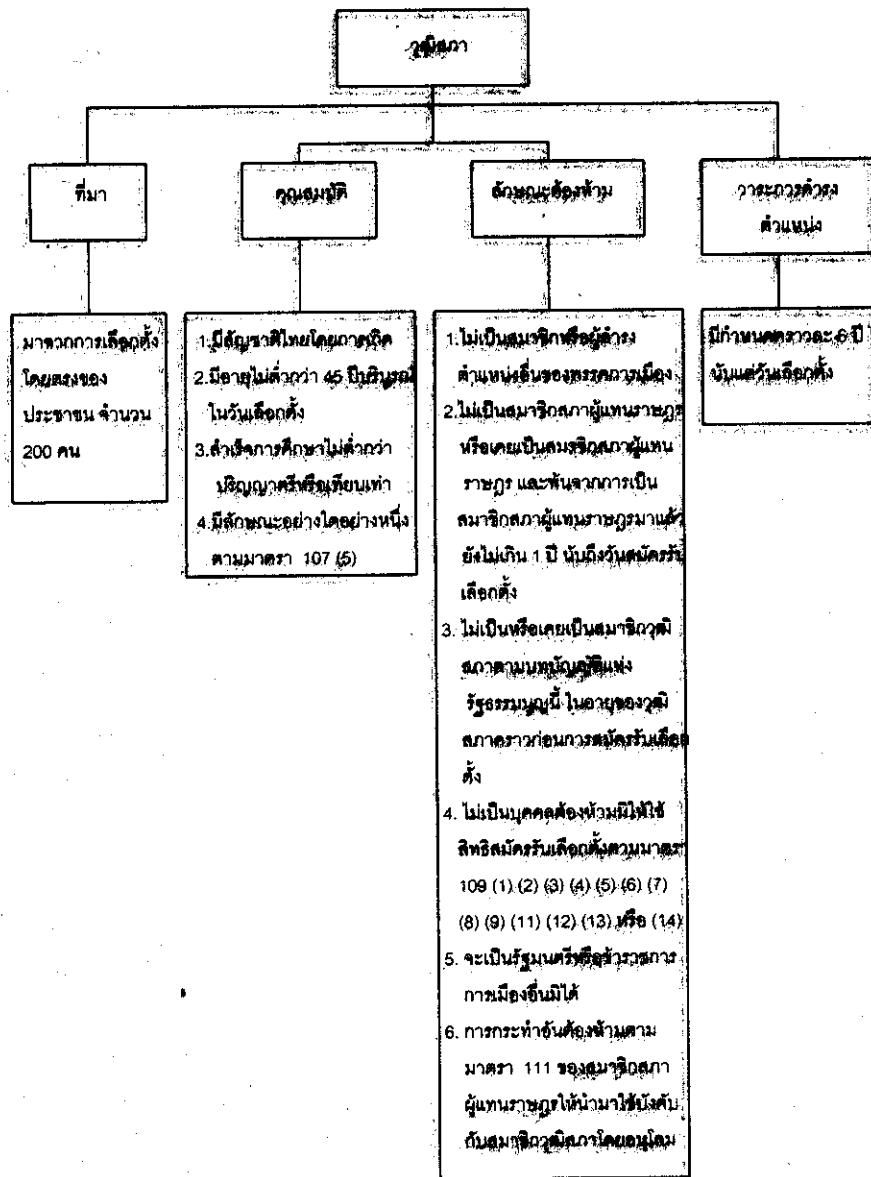 วุฒิสภา
ที่มา
คุณสมบัติ
ลักษณะต้องห้าม
วาระการดำรง
ตำแหน่ง
มาจากการเลือกตั้ง
โดยตรงของ
ประชาชน จำนวน
200 คน
1.มีสัญชาติไทยโดยการเกิด
2.มีอายุไม่ต่ำกว่า 45 ปีบริบูรณ์
ในวันเลือกตั้ง
3.สำเร็จการศึกษาไม่ต่ำกว่า
ปริญญาตรีหรือเทียบเท่า
4.มีลักษณะอย่างใดอย่างหนึ่ง
ตามมาตรา 107 (5)
1.ไม่เป็นสมาชิกหรือผู้ดำรง
ตำแหน่งอื่นของพรรคการเมือง
2.ไม่เป็นสมาชิกสภาผู้แทนราษฎร
หรือเคยเป็นสมาชิกสภาผู้แทน
ราษฎร และพ้นจากการเป็น
สมาชิกสภาผู้แทนราษฎรมาแล้ว
ยังไม่เกิน 1 ปี นับถึงวันสมัครรับ
เลือกตั้ง
3. ไม่เป็นหรือเคยเป็นสมาชิกวุฒิ
สภาตามบทบัญญัติแห่ง
รัฐธรรมนูญนี้ ในอายุของวุฒิ
สภาคราวก่อนการสมัครรับเลือก
ตั้ง
4. ไม่เป็นบุคคลต้องห้ามมิให้ใช้
สิทธิสมัครรับเลือกตั้งตามมาตรา
109 (1) (2) (3) (4) (5) (6) (7)
(8) (9) (11) (12) (13) หรือ (14)
5. จะเป็นรัฐมนตรีหรือข้าราชการ
การเมืองอื่นมิได้
6. การกระทำอันต้องห้ามตาม
มาตรา 111 ของสมาชิกสภา
ผู้แทนราษฎรให้นำมาใช้บังคับ
กับสมาชิกวุฒิสภาโดยอนุโลม
มีกำหนดคราวละ 6 ปี
นับแต่วันเลือกตั้ง